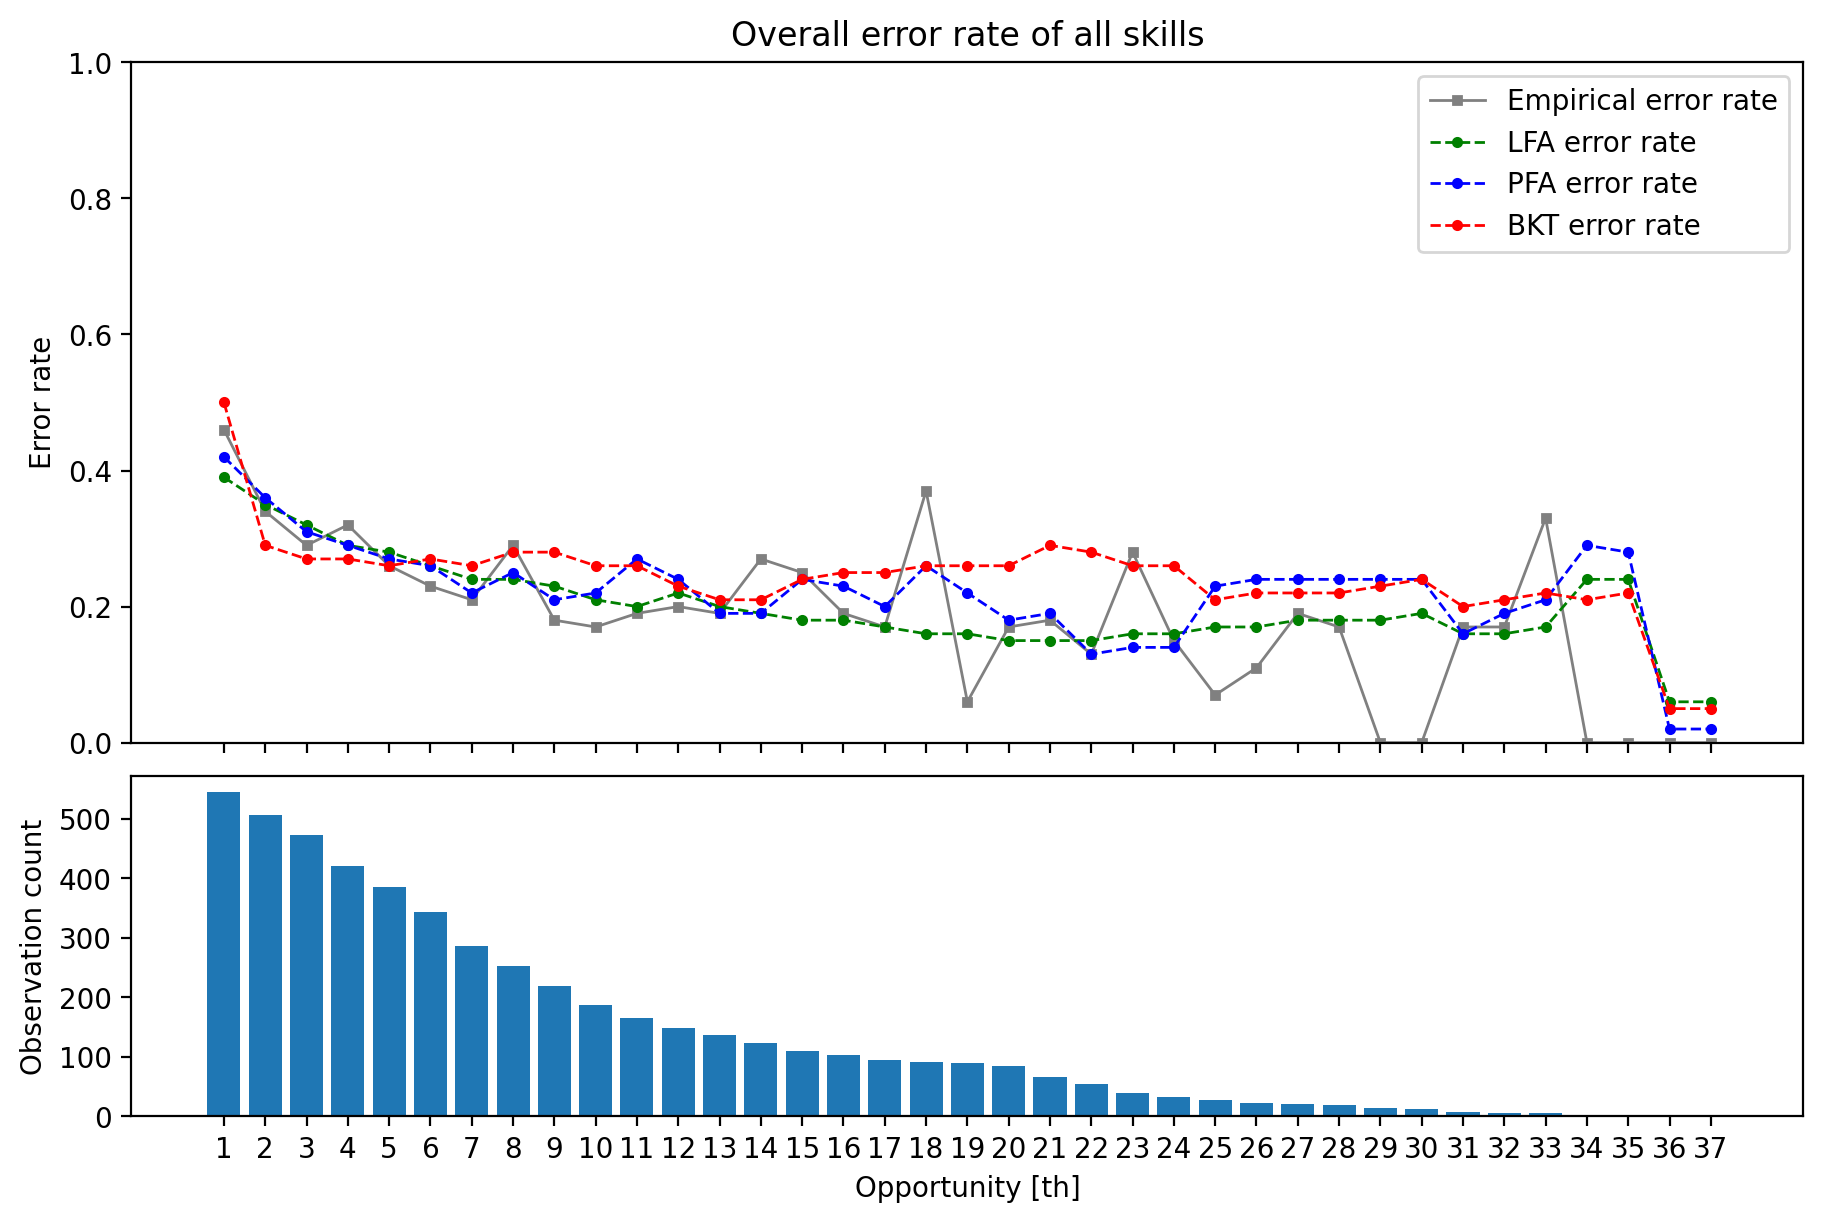 Overall error rate of all skills
1.0
0.8
0.6
0.4
0.2
0.0
Error rate
Empirical error rate
LFA error rate
PFA error rate
BKT error rate
500
400
300
200
100
0
Observation count
1 2 3 4 5 6 7 8 9 10 11 12 13 14 15 16 17 18 19 20 21 22 23 24 25 26 27 28 29 30 31 32 33 34 35 36 37
Opportunity [th]